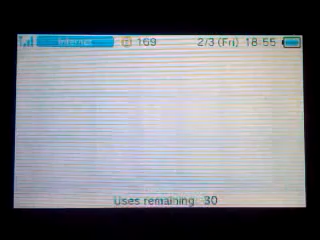 Internet 169 2/3 (Fri) 18:55
Uses remaining: 30